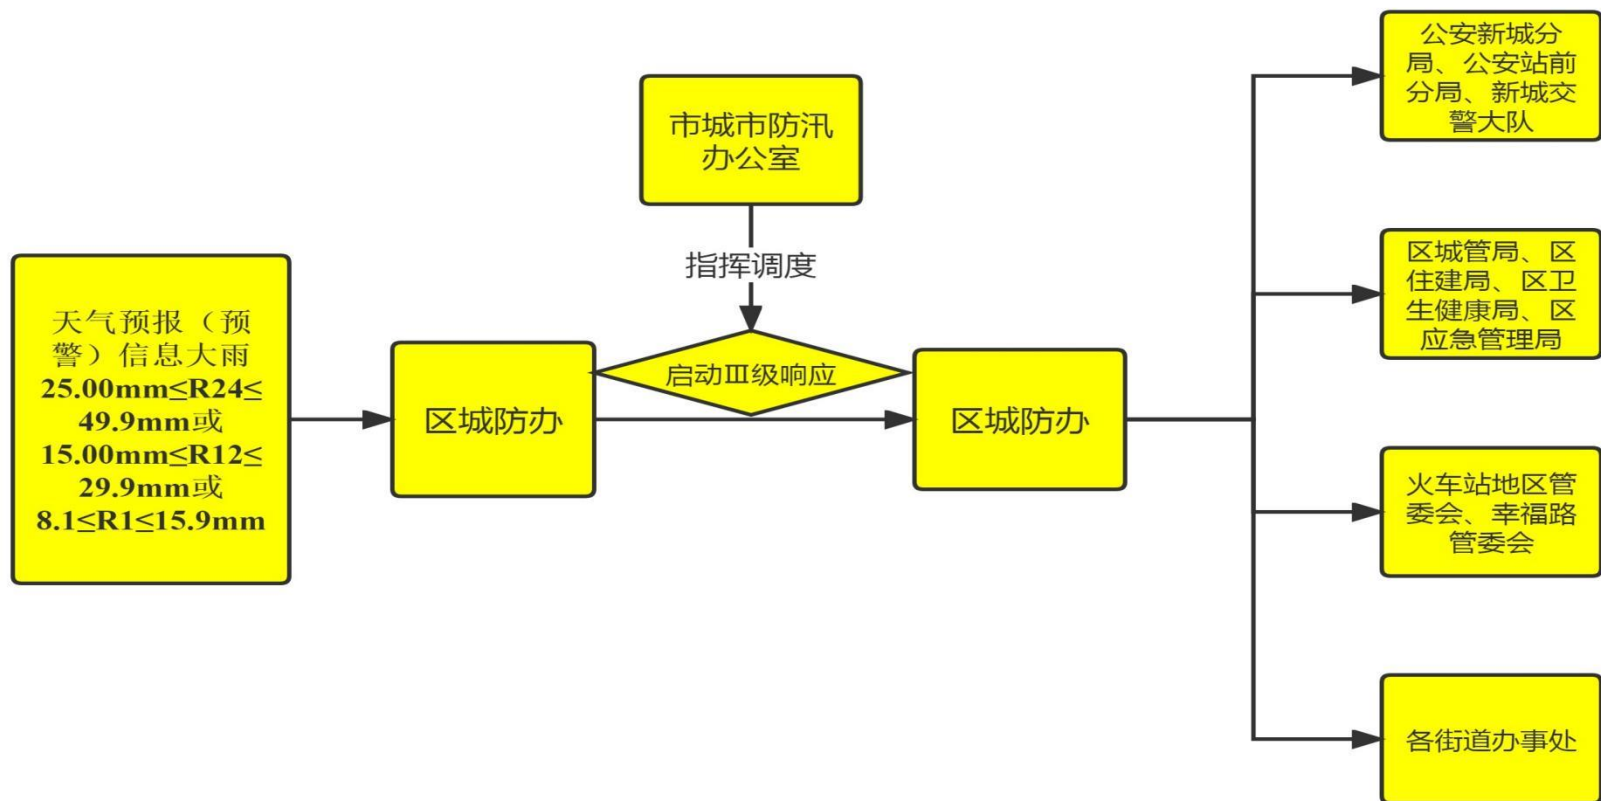 天气预报（预
警）信息大雨
25.00mm≤R24≤
49.9mm或
15.00mm≤R12≤
29.9mm或
8.1≤R1≤15.9mm
区城防办
市城市防汛
办公室
指挥调度
启动Ⅲ级响应
区城防办
公安新城分
局、公安站前
分局、新城交
警大队
区城管局、区
住建局、区卫
生健康局、区
应急管理局
火车站地区管
委会、幸福路
管委会
各街道办事处